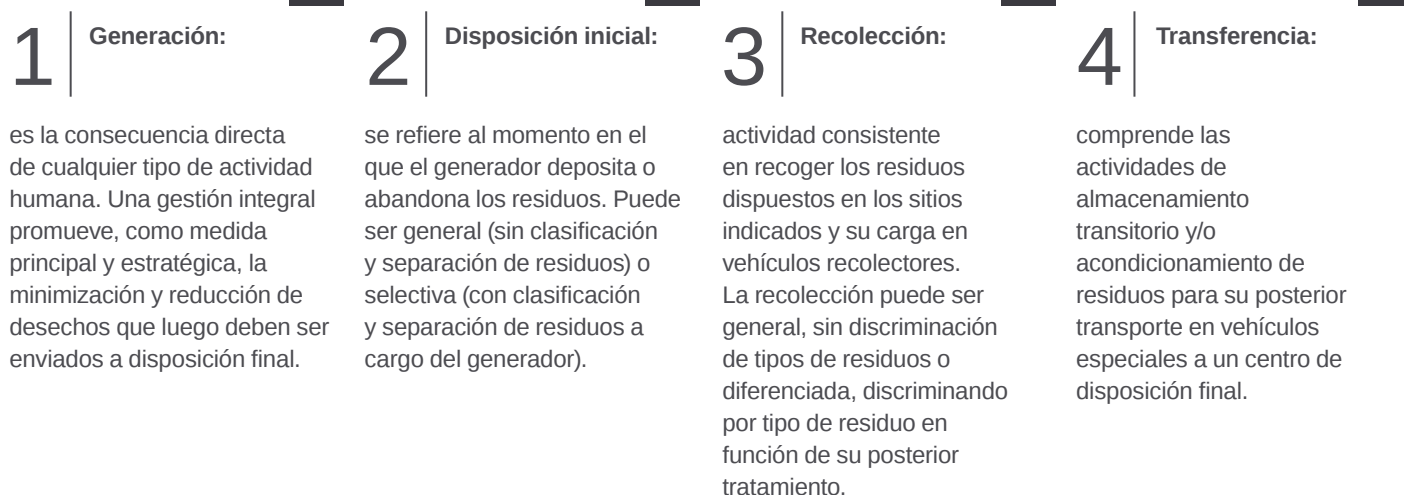 1
Generación:
es la consecuencia directa
de cualquier tipo de actividad
humana. Una gestión integral
promueve, como medida
principal y estratégica, la
minimización y reducción de
desechos que luego deben ser
enviados a disposición final.
2
Disposición inicial:
se refiere al momento en el
que el generador deposita o
abandona los residuos. Puede
ser general (sin clasificación
y separación de residuos) o
selectiva (con clasificación
y separación de residuos a
cargo del generador).
3
Recolección:
actividad consistente
en recoger los residuos
dispuestos en los sitios
indicados y su carga en
vehículos recolectores.
La recolección puede ser
general, sin discriminación
de tipos de residuos o
diferenciada, discriminando
por tipo de residuo en
función de su posterior
tratamiento.
4
Transferencia:
comprende las
actividades de
almacenamiento
transitorio y/o
acondicionamiento de
residuos para su posterior
transporte en vehículos
especiales a un centro de
disposición final.